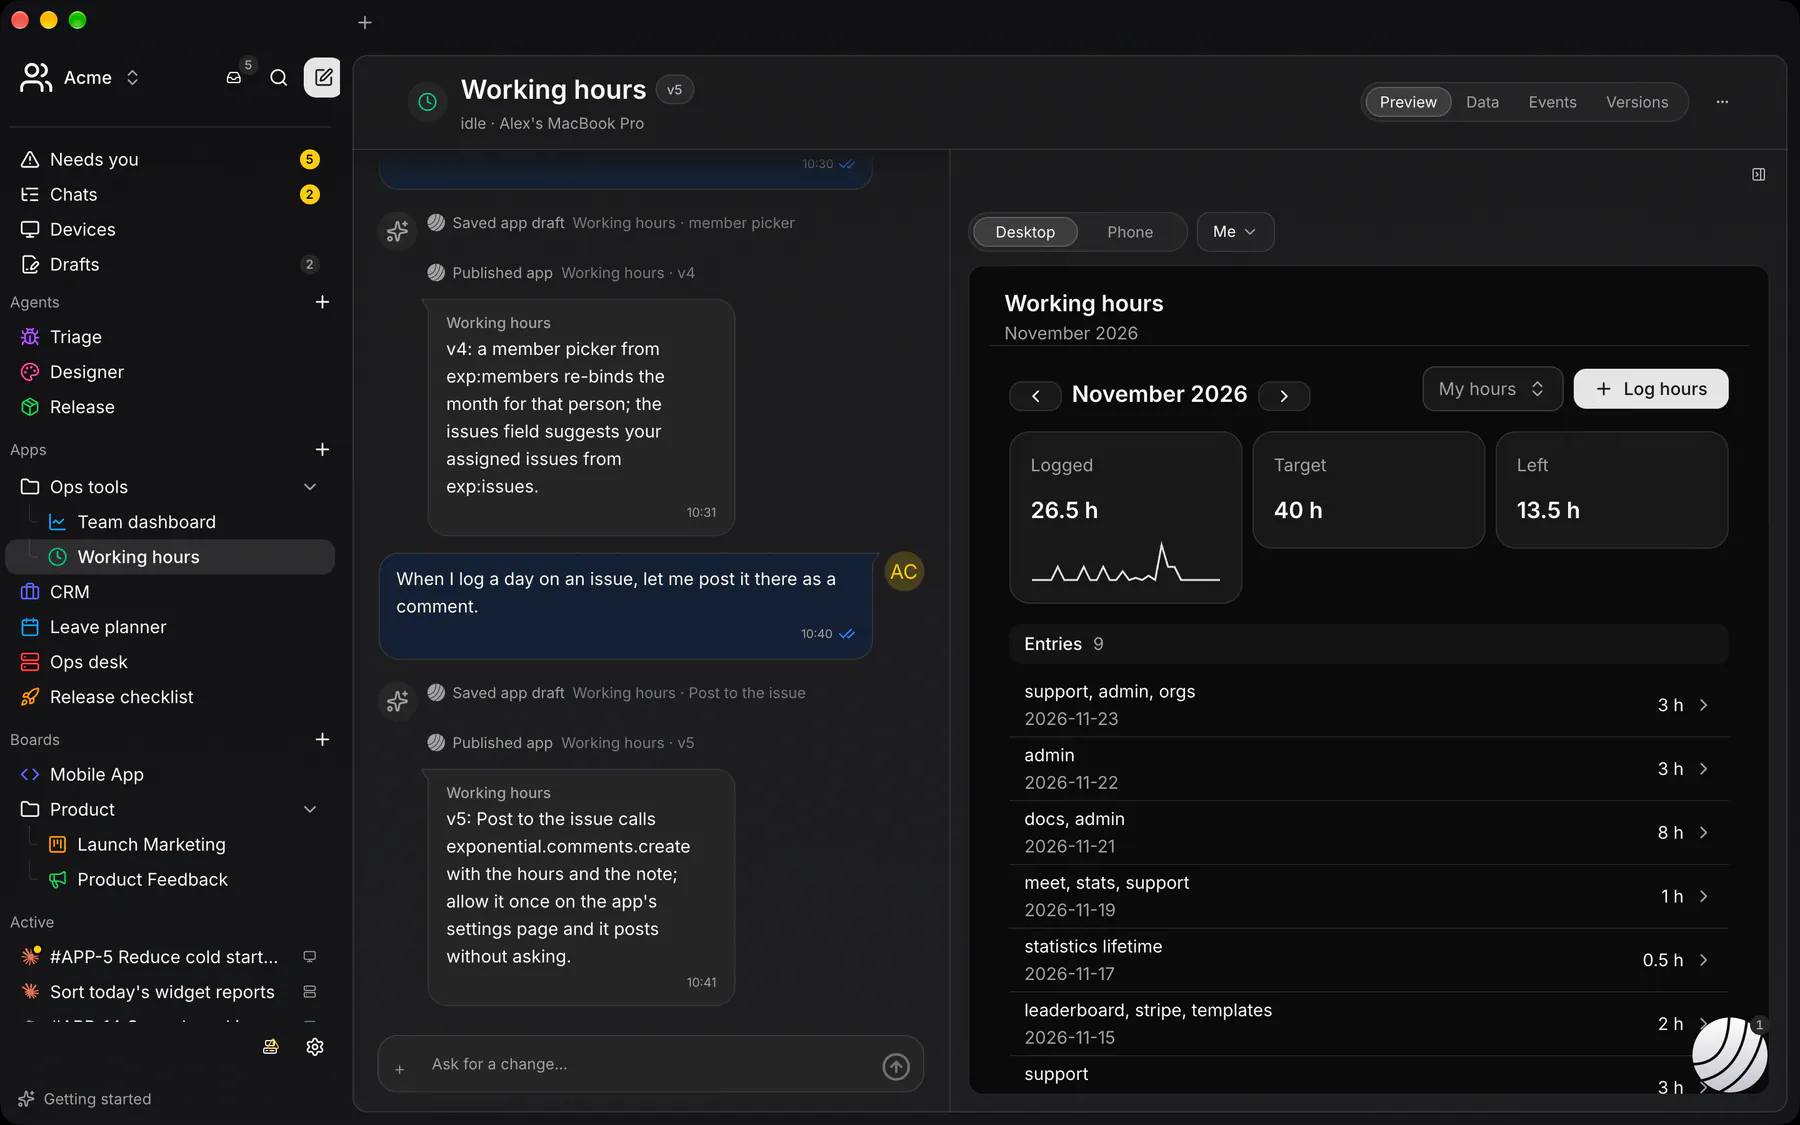 Acme
5
Needs you
5
Chats
2
Devices
Drafts
2
Agents
Triage
Designer
Release
Apps
Ops tools
Team dashboard
Working hours
CRM
Leave planner
Ops desk
Release checklist
Boards
Mobile App
Product
Launch Marketing
Product Feedback
Active
#APP-5 Reduce cold start...
Sort today's widget reports
Getting started
Working hours
v5
idle · Alex's MacBook Pro
Preview
Data
Events
Versions
10:30
Saved app draft Working hours · member picker
Published app Working hours · v4
Working hours
v4: a member picker from
exp:members re-binds the
month for that person; the
issues field suggests your
assigned issues from
exp:issues.
10:31
When I log a day on an issue, let me post it there as a
comment.
10:40
AC
Saved app draft Working hours · Post to the issue
Published app Working hours · v5
Working hours
v5: Post to the issue calls
exponential.comments.create
with the hours and the note;
allow it once on the app's
settings page and it posts
without asking.
10:41
Ask for a change...
Desktop
Phone
Me
Working hours
November 2026
November 2026
My hours
Log hours
Logged
26.5 h
Target
40 h
Left
13.5 h
Entries 9
support, admin, orgs
2026-11-23
3 h
admin
2026-11-22
3 h
docs, admin
2026-11-21
8 h
meet, stats, support
2026-11-19
1 h
statistics lifetime
2026-11-17
0.5 h
leaderboard, stripe, templates
2026-11-15
2 h
support
3 h
1